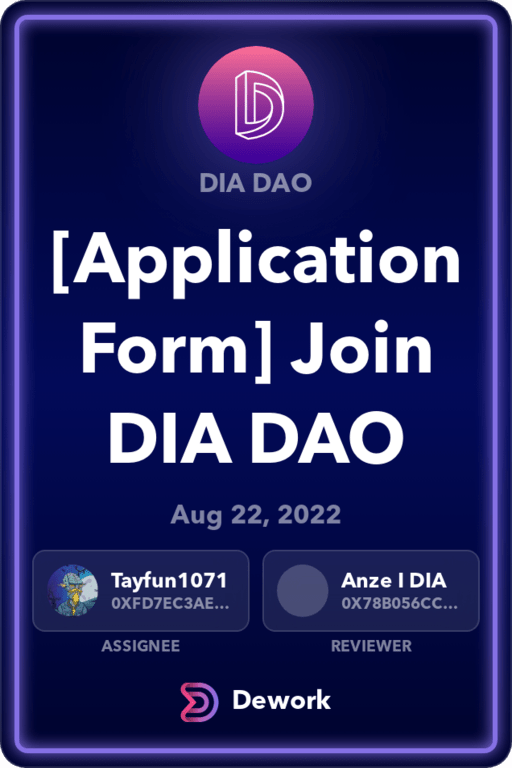 DIA DAO
[Application
Form] Join
DIA DAO
Aug 22, 2022
Tayfun1071
0XFD7EC3AE...
Anze I DIA
0X78B056CC...
ASSIGNEE
REVIEWER
Dework